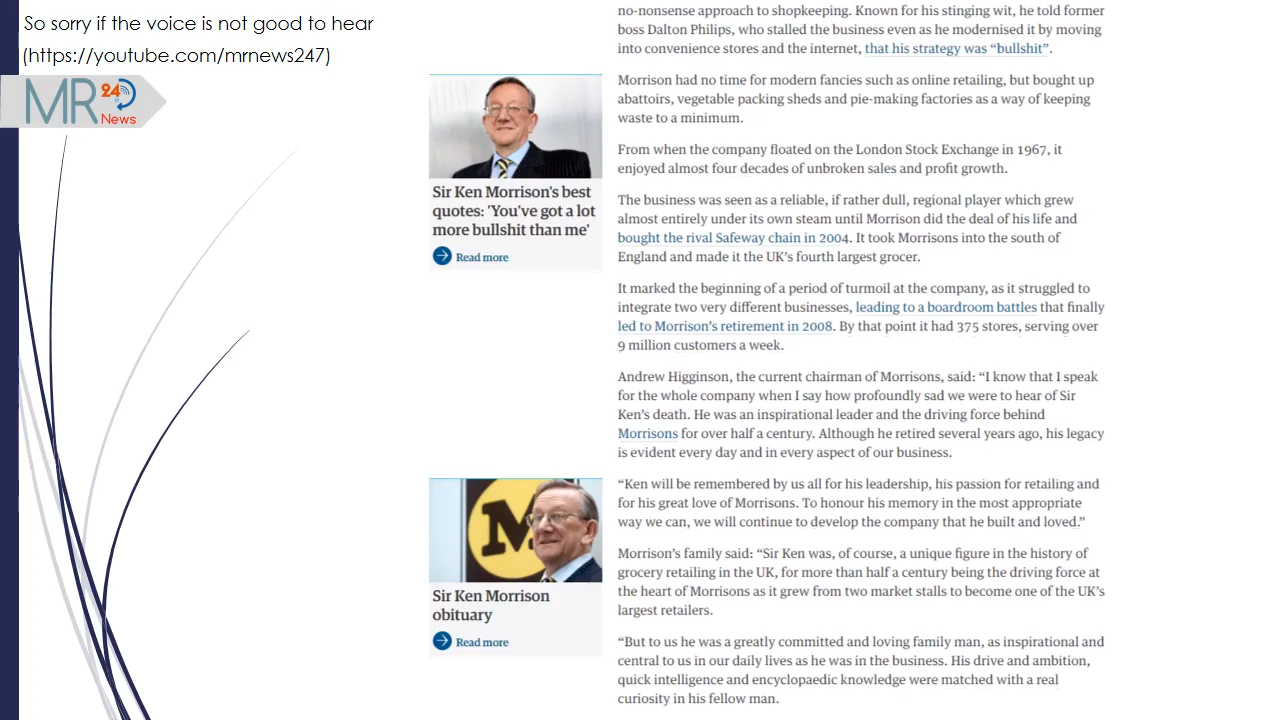 So sorry if the voice is not good to hear
(https://youtube.com/mrnews247)
MR 24
News
no-nonsense approach to shopkeeping. Known for his stinging wit, he told former
boss Dalton Philips, who stalled the business even as he modernised it by moving
into convenience stores and the internet, that his strategy was “bullshit”.
Morrison had no time for modern fancies such as online retailing, but bought up
abattoirs, vegetable packing sheds and pie-making factories as a way of keeping
waste to a minimum.
From when the company floated on the London Stock Exchange in 1967, it
enjoyed almost four decades of unbroken sales and profit growth.
Sir Ken Morrison's best
quotes: 'You've got a lot
more bullshit than me'
Read more
The business was seen as a reliable, if rather dull, regional player which grew
almost entirely under its own steam until Morrison did the deal of his life and
bought the rival Safeway chain in 2004. It took Morrisons into the south of
England and made it the UK’s fourth largest grocer.
It marked the beginning of a period of turmoil at the company, as it struggled to
integrate two very different businesses, leading to a boardroom battles that finally
led to Morrison’s retirement in 2008. By that point it had 375 stores, serving over
9 million customers a week.
Andrew Higginson, the current chairman of Morrisons, said: “I know that I speak
for the whole company when I say how profoundly sad we were to hear of Sir
Ken’s death. He was an inspirational leader and the driving force behind
Morrisons for over half a century. Although he retired several years ago, his legacy
is evident every day and in every aspect of our business.
“Ken will be remembered by us all for his leadership, his passion for retailing and
for his great love of Morrisons. To honour his memory in the most appropriate
way we can, we will continue to develop the company that he built and loved.”
M
Sir Ken Morrison
obituary
Read more
Morrison’s family said: “Sir Ken was, of course, a unique figure in the history of
grocery retailing in the UK, for more than half a century being the driving force at
the heart of Morrisons as it grew from two market stalls to become one of the UK’s
largest retailers.
“But to us he was a greatly committed and loving family man, as inspirational and
central to us in our daily lives as he was in the business. His drive and ambition,
quick intelligence and encyclopaedic knowledge were matched with a real
curiosity in his fellow man.